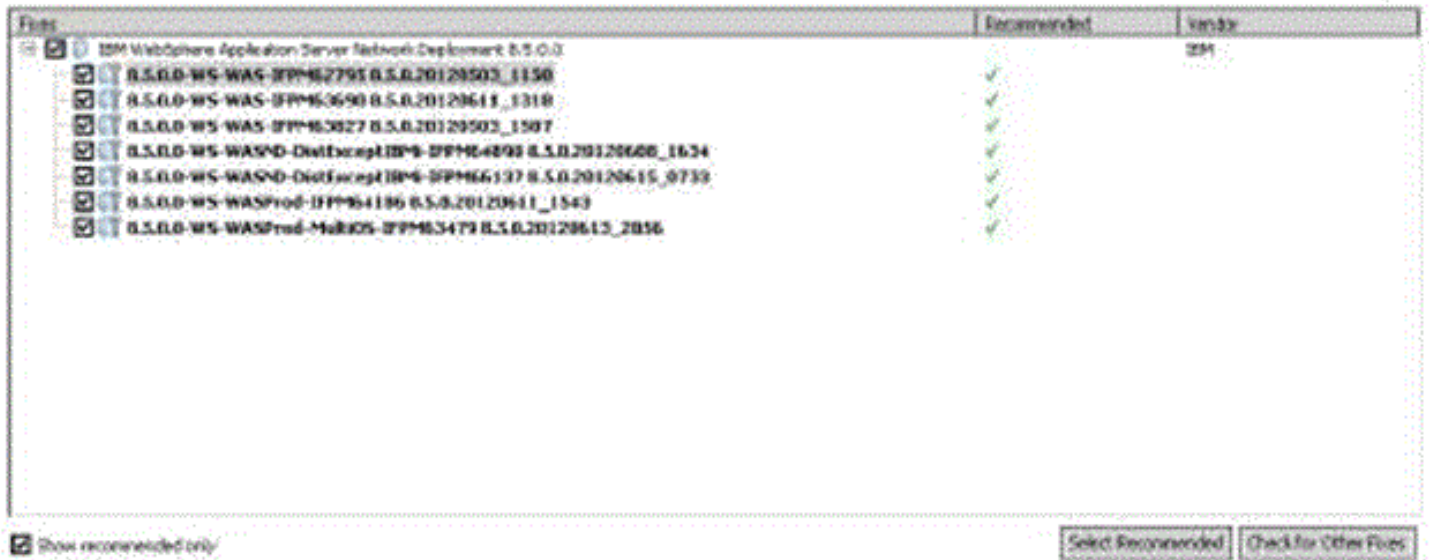 Fixes Recommended Vendor
IBM WebSphere Application Server Network Deployment 8.5.0.0 IBM
8.5.0.0-WS-WAS-IFPM62795 8.5.0.20120503_1150
8.5.0.0-WS-WAS-IFPM63690 8.5.0.20120611_1318
8.5.0.0-WS-WAS-IFPM63827 8.5.0.20120503_1507
8.5.0.0-WS-WASND-DistExceptIBMi-IFPM64890 8.5.0.20120608_1634
8.5.0.0-WS-WASND-DistExceptIBMi-IFPM66137 8.5.0.20120615_0733
8.5.0.0-WS-WASProd-IFPM64186 8.5.0.20120611_1543
8.5.0.0-WS-WASProd-MultiOS-IFPM63479 8.5.0.20120613_2056
Show recommended only
Select Recommended Check for Other Fixes